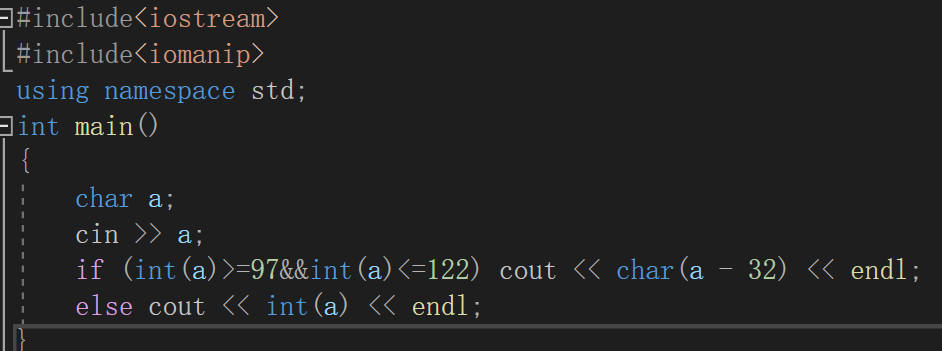 #include<iostream>
#include<iomanip>
using namespace std;
int main()
{
char a;
cin >> a;
if (int(a)>=97&&int(a)<=122) cout << char(a - 32) << endl;
else cout << int(a) << endl;
}